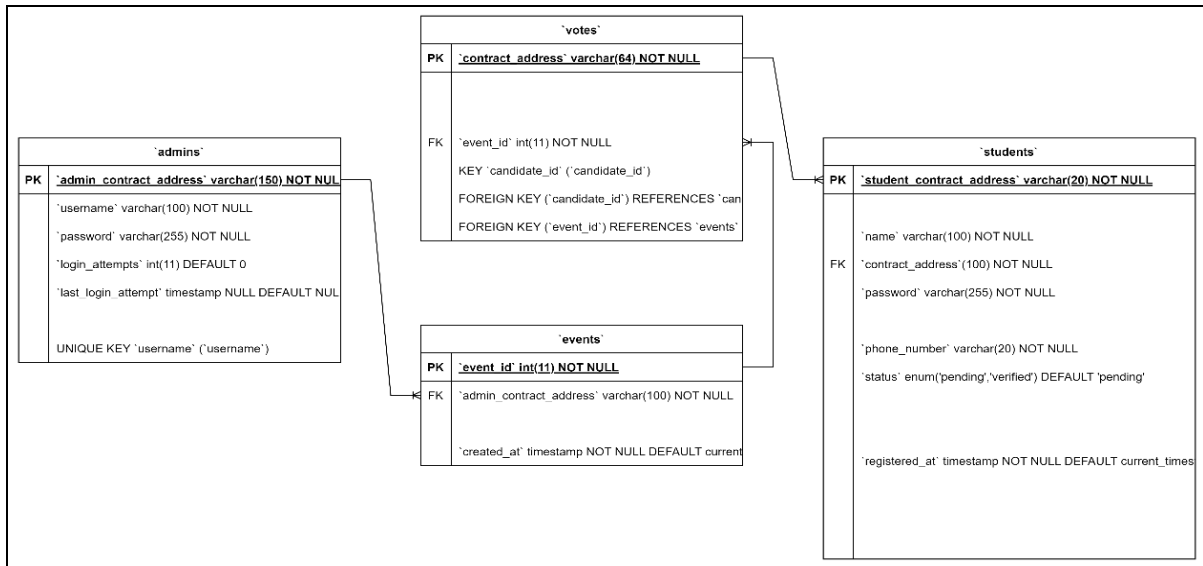 `votes`
PK `contract_address` varchar(64) NOT NULL
FK `event_id` int(11) NOT NULL
KEY `candidate_id` (`candidate_id`)
FOREIGN KEY (`candidate_id`) REFERENCES `can
FOREIGN KEY (`event_id`) REFERENCES `events`
`admins`
PK `admin_contract_address` varchar(150) NOT NUL
`username` varchar(100) NOT NULL
`password` varchar(255) NOT NULL
`login_attempts` int(11) DEFAULT 0
`last_login_attempt` timestamp NULL DEFAULT NUL
UNIQUE KEY `username` (`username`)
`events`
PK `event_id` int(11) NOT NULL
FK `admin_contract_address` varchar(100) NOT NULL
`created_at` timestamp NOT NULL DEFAULT current
`students`
PK `student_contract_address` varchar(20) NOT NULL
`name` varchar(100) NOT NULL
FK `contract_address`(100) NOT NULL
`password` varchar(255) NOT NULL
`phone_number` varchar(20) NOT NULL
`status` enum('pending','verified') DEFAULT 'pending'
`registered_at` timestamp NOT NULL DEFAULT current_times